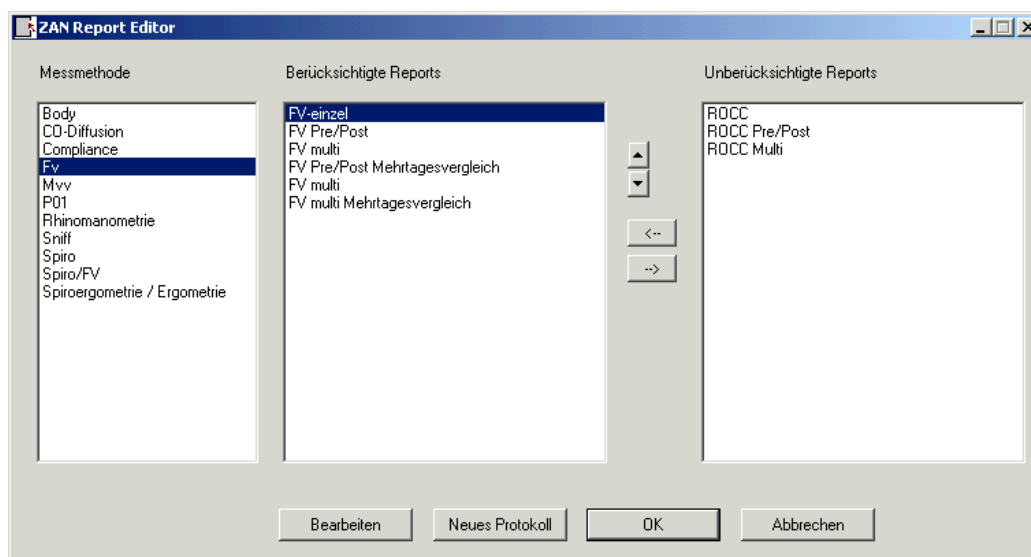 ZAN Report Editor
Messmethode
Berücksichtigte Reports
Unberücksichtigte Reports
Body
CO-Diffusion
Compliance
Fv
Mvv
P01
Rhinomanometrie
Sniff
Spiro
Spiro/FV
Spiroergometrie / Ergometrie
FV-einzel
FV Pre/Post
FV multi
FV Pre/Post Mehrtagesvergleich
FV multi
FV multi Mehrtagesvergleich
<--
-->
ROCC
ROCC Pre/Post
ROCC Multi
Bearbeiten
Neues Protokoll
OK
Abbrechen